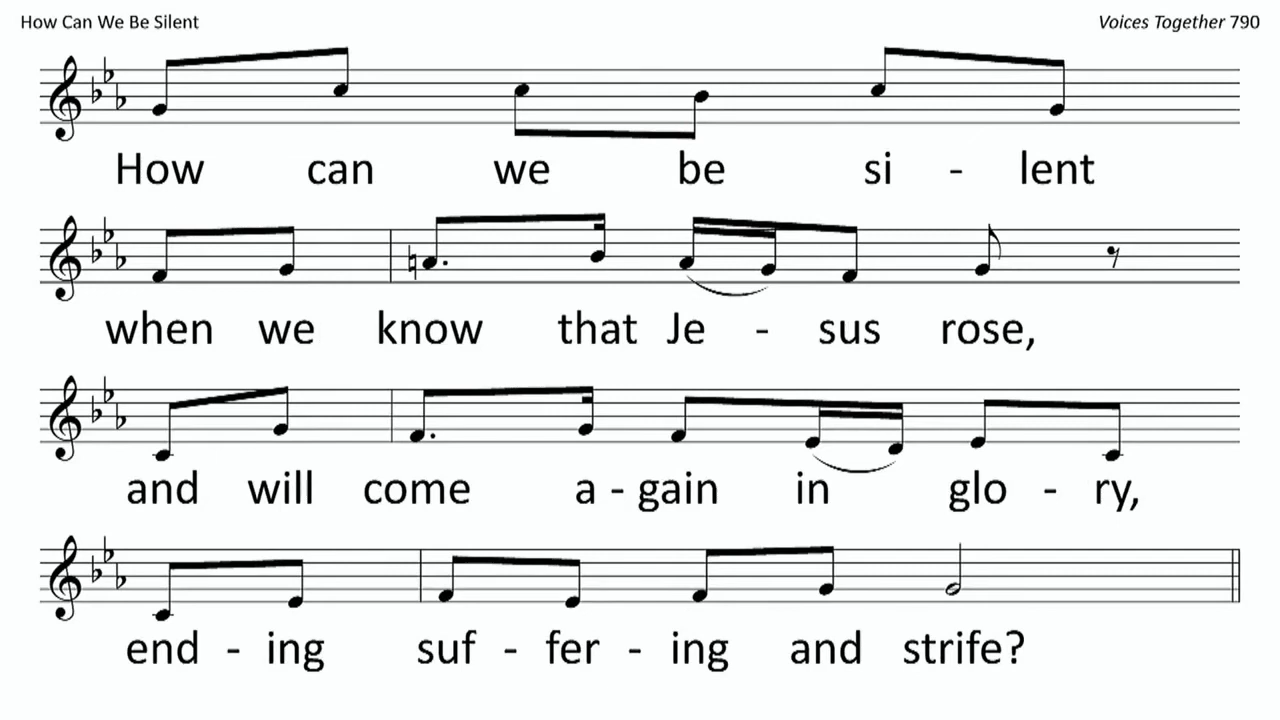 How Can We Be Silent
Voices Together 790
How can we be si - lent
when we know that Je - sus rose,
and will come a - gain in glo - ry,
end - ing suf - fer - ing and strife?